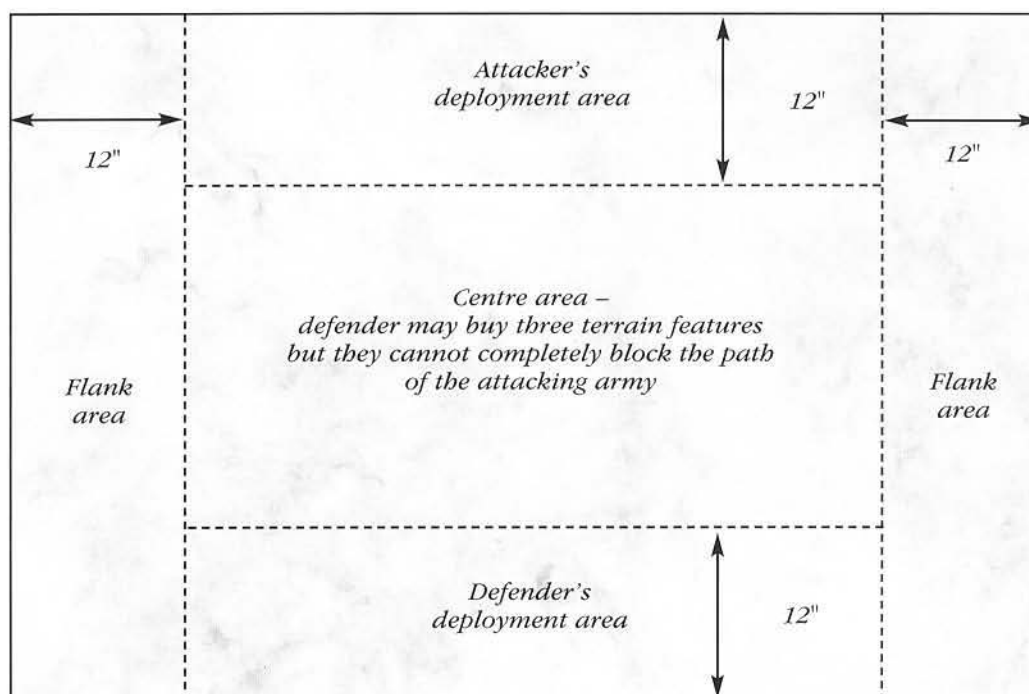 Attacker's
deployment area
12"
12"
12"
Centre area –
defender may buy three terrain features
but they cannot completely block the path
of the attacking army
Flank
area
Flank
area
Defender's
deployment area
12"